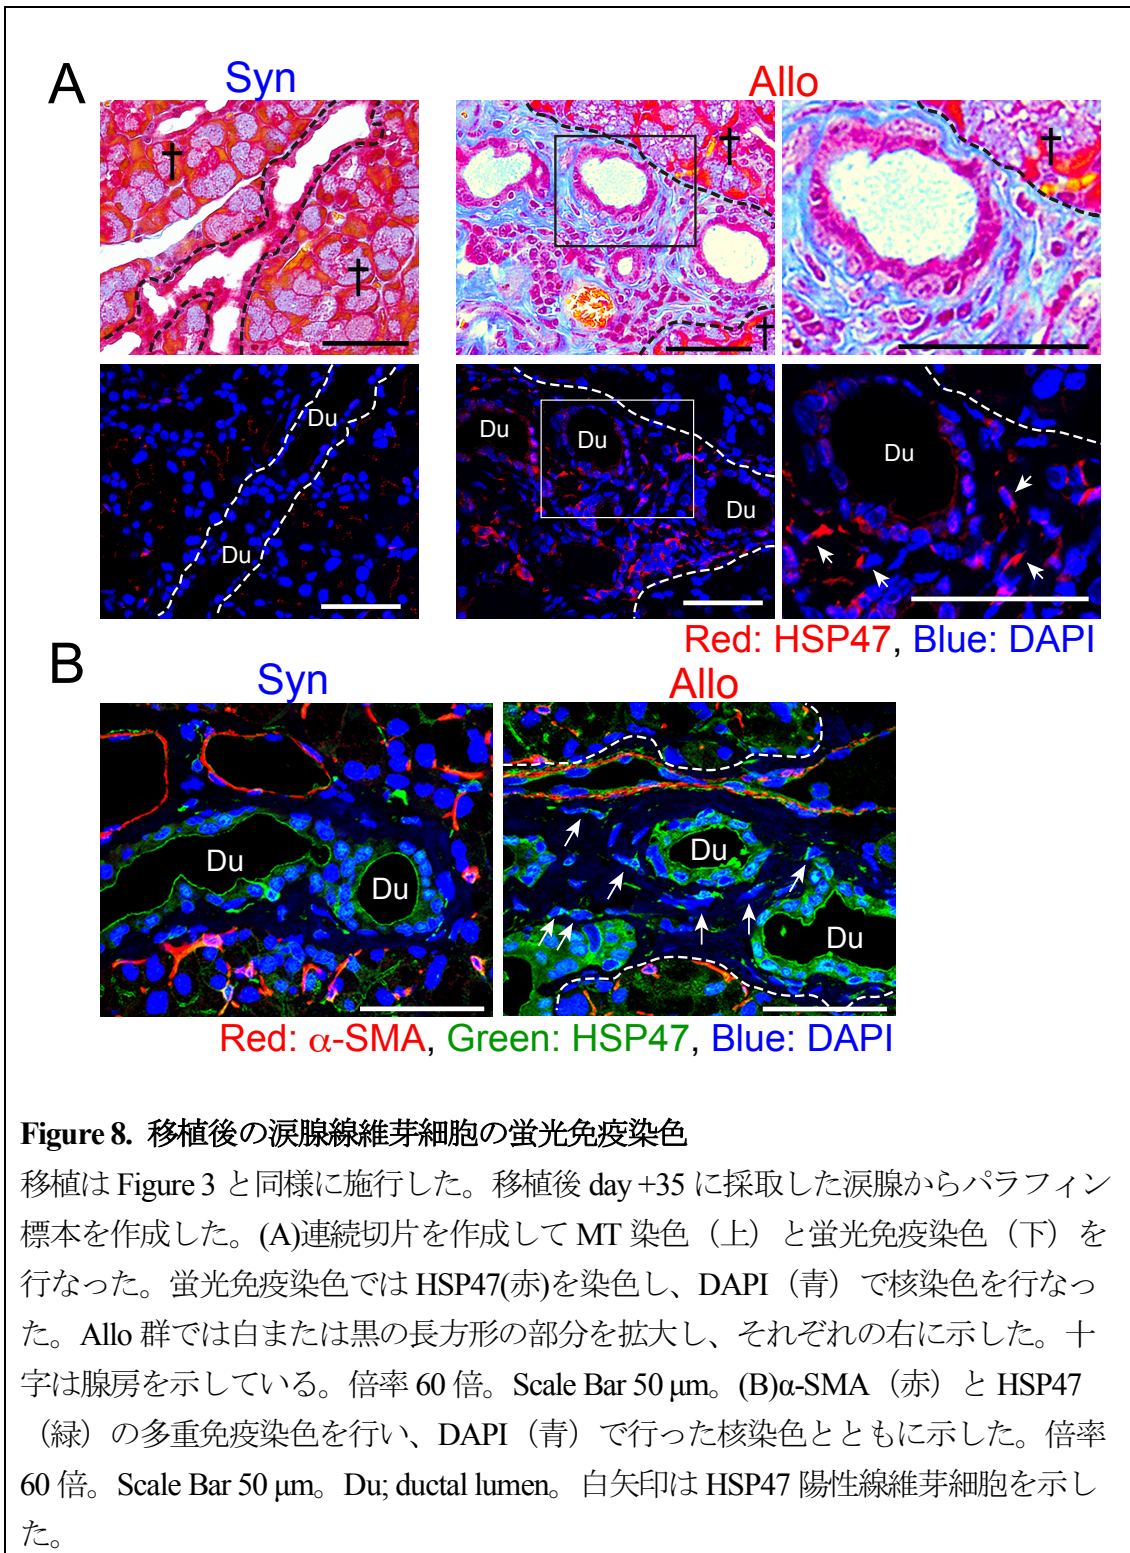 A
Syn
Allo
†
†
†
†
†
Du
Du
Du
Du
Du
Du
Red: HSP47, Blue: DAPI
B
Syn
Allo
Du
Du
Du
Du
Red: α-SMA, Green: HSP47, Blue: DAPI
Figure 8. 移植後の涙腺線維芽細胞の蛍光免疫染色
移植は Figure 3 と同様に施行した。移植後 day +35 に採取した涙腺からパラフィン
標本を作成した。(A)連続切片を作成して MT 染色（上）と蛍光免疫染色（下）を
行なった。蛍光免疫染色では HSP47(赤)を染色し、DAPI（青）で核染色を行なっ
た。Allo 群では白または黒の長方形の部分を拡大し、それぞれの右に示した。十
字は腺房を示している。倍率 60 倍。Scale Bar 50 μm。(B)α-SMA（赤）と HSP47
（緑）の多重免疫染色を行い、DAPI（青）で行った核染色とともに示した。倍率
60 倍。Scale Bar 50 μm。Du; ductal lumen。白矢印は HSP47 陽性線維芽細胞を示し
た。